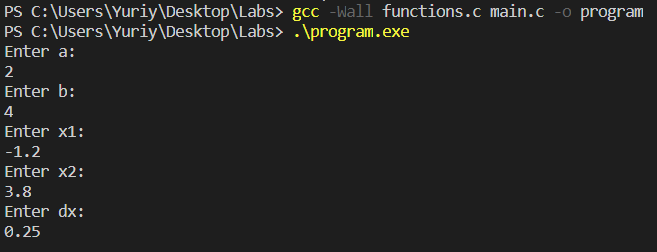 PS C:\Users\Yuriy\Desktop\Labs> gcc -Wall functions.c main.c -o program
PS C:\Users\Yuriy\Desktop\Labs> .\program.exe
Enter a:
2
Enter b:
4
Enter x1:
-1.2
Enter x2:
3.8
Enter dx:
0.25